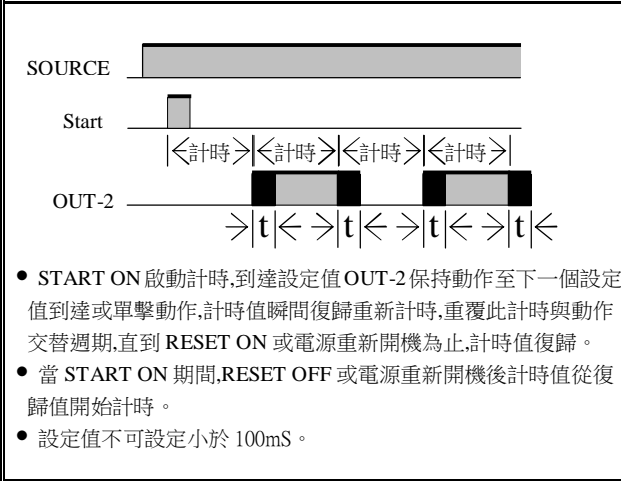 SOURCE
Start
計時 計時 計時 計時
OUT-2
t t t t
● START ON 啟動計時,到達設定值 OUT-2 保持動作至下一個設定
值到達或單擊動作,計時值瞬間復歸重新計時,重覆此計時與動作
交替週期,直到 RESET ON 或電源重新開機為止,計時值復歸。
● 當 START ON 期間,RESET OFF 或電源重新開機後計時值從復
歸值開始計時。
● 設定值不可設定小於 100mS。